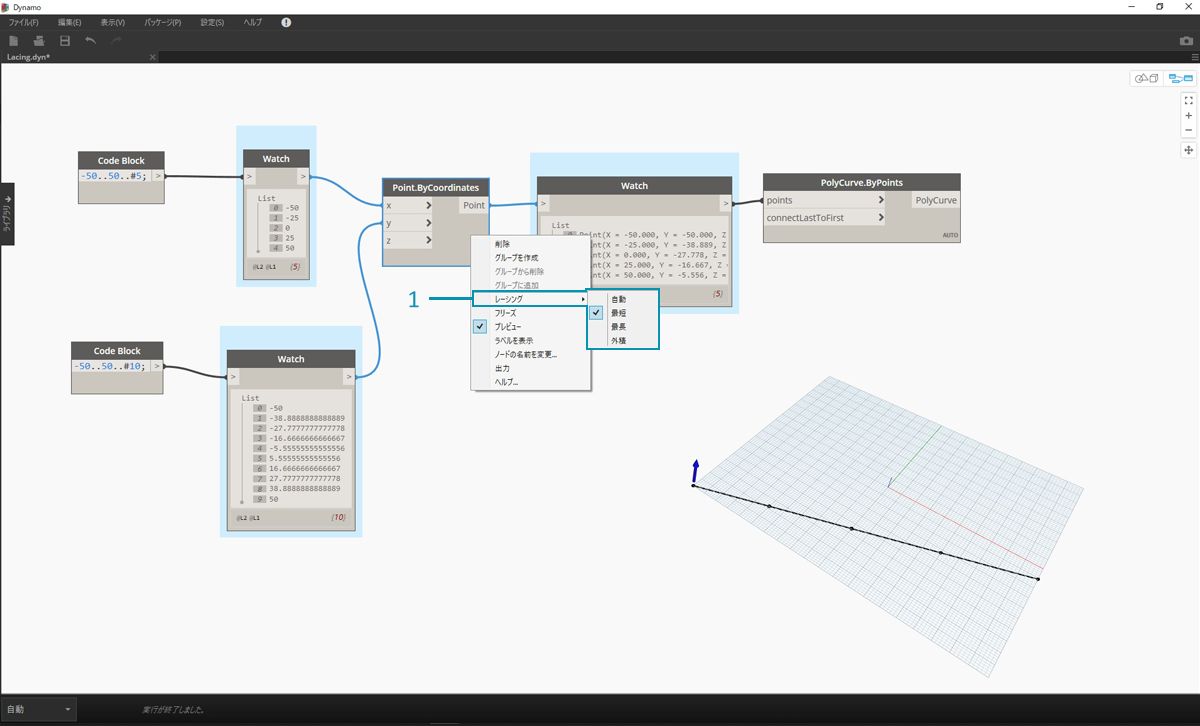 Dynamo
ファイル(F) 編集(E) 表示(V) パッケージ(P) 設定(S) ヘルプ
Lacing.dyn*
ライブラリ
Code Block
-50..50..#5; >
Watch
> >
List
0 -50
1 -25
2 0
3 25
4 50
@L2 @L1 {5}
Point.ByCoordinates
x > Point
y >
z >
Watch
> >
List
0 Point(X = -50.000, Y = -50.000, Z
nt(X = -25.000, Y = -38.889, Z
nt(X = 0.000, Y = -27.778, Z =
nt(X = 25.000, Y = -16.667, Z =
nt(X = 50.000, Y = -5.556, Z =
{5}
PolyCurve.ByPoints
points > PolyCurve
connectLastToFirst >
AUTO
削除
グループを作成
グループから削除
グループに追加
1
レーシング
フリーズ
プレビュー
ラベルを表示
ノードの名前を変更...
出力
ヘルプ...
自動
最短
最長
外積
Code Block
-50..50..#10; >
Watch
> >
List
0 -50
1 -38.8888888888889
2 -27.7777777777778
3 -16.6666666666667
4 -5.55555555555556
5 5.55555555555556
6 16.6666666666667
7 27.7777777777778
8 38.8888888888889
9 50
@L2 @L1 {10}
自動
実行が終了しました。